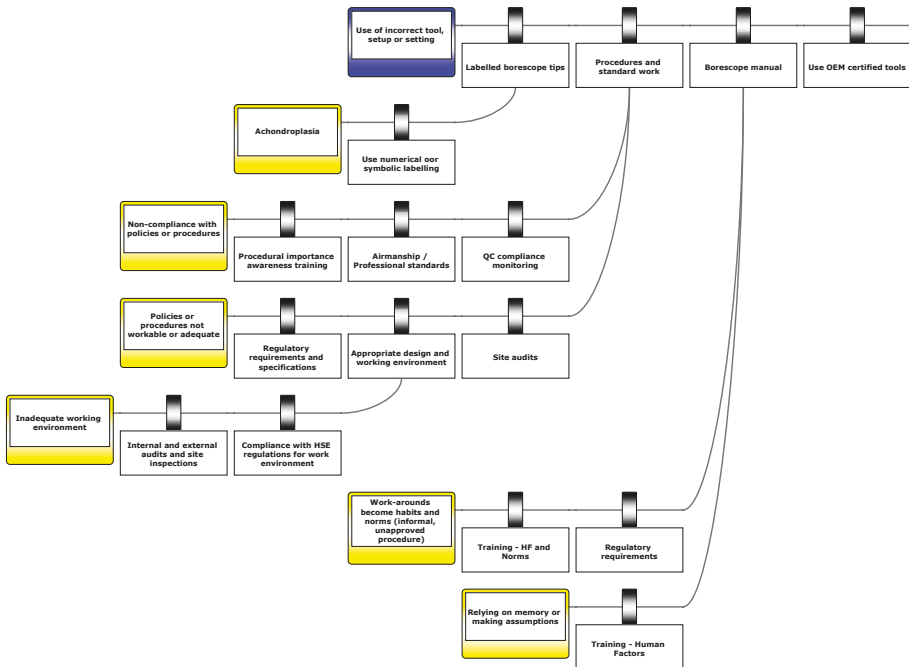 Use of incorrect tool,
setup or setting
Labelled borescope tips
Procedures and
standard work
Borescope manual
Use OEM certified tools
Achondroplasia
Use numerical oor
symbolic labelling
Non-compliance with
policies or procedures
Procedural importance
awareness training
Airmanship /
Professional standards
QC compliance
monitoring
Policies or
procedures not
workable or adequate
Regulatory
requirements and
specifications
Appropriate design and
working environment
Site audits
Inadequate working
environment
Internal and external
audits and site
inspections
Compliance with HSE
regulations for work
environment
Work-arounds
become habits and
norms (informal,
unapproved
procedure)
Training - HF and
Norms
Regulatory
requirements
Relying on memory or
making assumptions
Training - Human
Factors